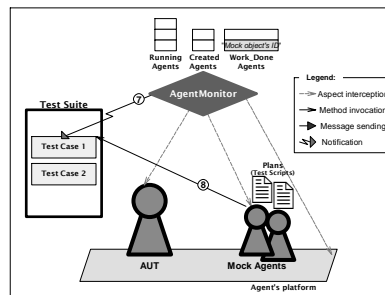 "Mock object's ID"
Running
Agents
Created
Agents
Work_Done
Agents
Legend:
Aspect interception
Method invocation
Message sending
Notification
AgentMonitor
7
Test Suite
Test Case 1
Test Case 2
8
Plans
(Test Scripts)
AUT
Mock Agents
Agent's platform